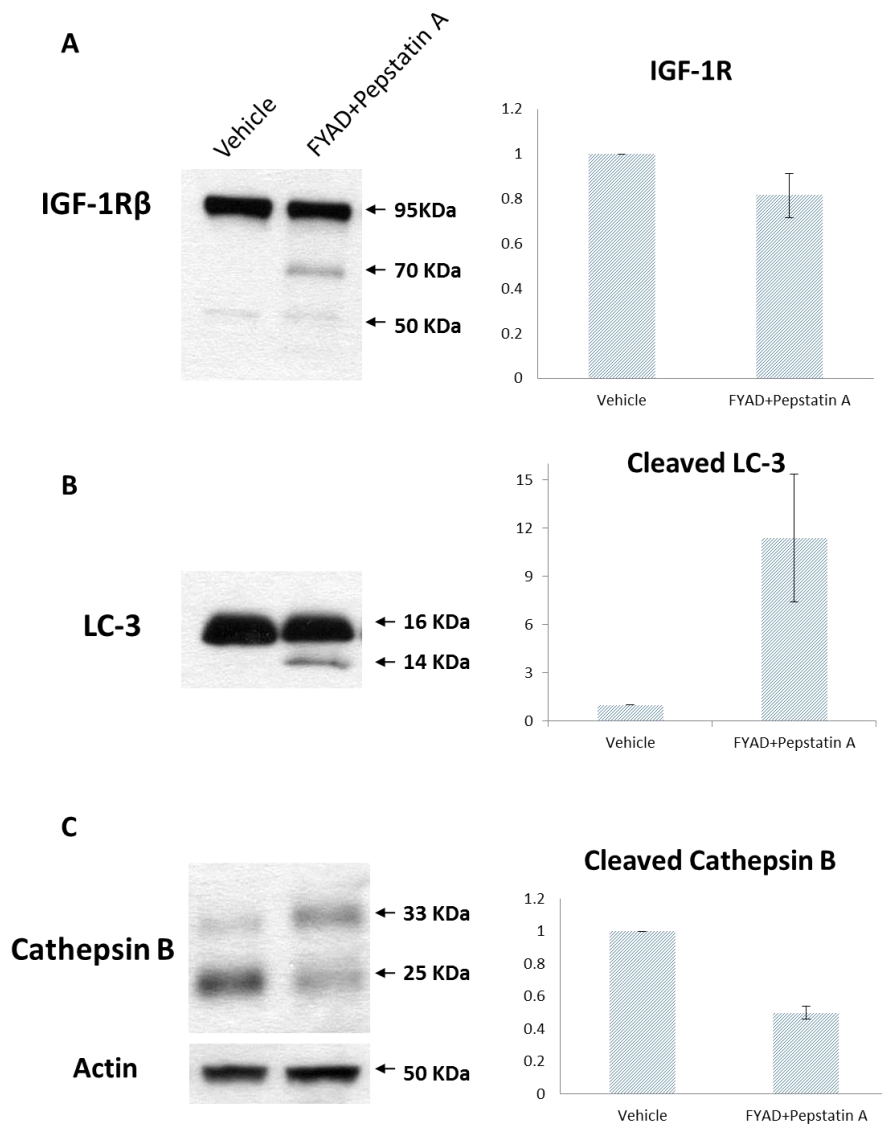 A
Vehicle
FYAD+Pepstatin A
IGF-1Rβ
95KDa
70 KDa
50 KDa
IGF-1R
1.2
1
0.8
0.6
0.4
0.2
0
Vehicle
FYAD+Pepstatin A
B
LC-3
16 KDa
14 KDa
Cleaved LC-3
15
12
9
6
3
0
Vehicle
FYAD+Pepstatin A
C
Cathepsin B
33 KDa
25 KDa
Actin
50 KDa
Cleaved Cathepsin B
1.2
1
0.8
0.6
0.4
0.2
0
Vehicle
FYAD+Pepstatin A